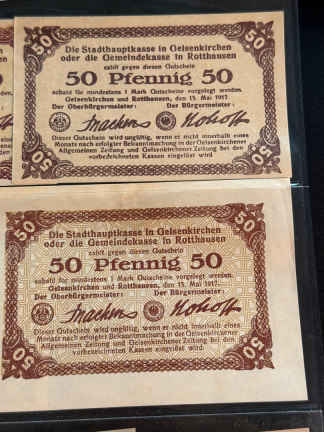 50 50
Die Stadthauptkasse in Gelsenkirchen
oder die Gemeindekasse in Rotthausen
zahlt gegen diesen Gutschein
50 Pfennig 50
sobald für mindestens 1 Mark Gutscheine vorgelegt werden.
Gelsenkirchen und Rotthausen, den 15. Mai 1917.
Der Oberbürgermeister: Der Bürgermeister:
Dieser Gutschein wird ungültig, wenn er nicht innerhalb eines
Monats nach erfolgter Bekanntmachung in der Gelsenkirchener
Allgemeinen Zeitung und Gelsenkirchener Zeitung bei den
vorbezeichneten Kassen eingelöst wird
50 50
50 50
Die Stadthauptkasse in Gelsenkirchen
oder die Gemeindekasse in Rotthausen
zahlt gegen diesen Gutschein
50 Pfennig 50
sobald für mindestens 1 Mark Gutscheine vorgelegt werden.
Gelsenkirchen und Rotthausen, den 15. Mai 1917.
Der Oberbürgermeister: Der Bürgermeister:
Dieser Gutschein wird ungültig, wenn er nicht innerhalb eines
Monats nach erfolgter Bekanntmachung in der Gelsenkirchener
Allgemeinen Zeitung und Gelsenkirchener Zeitung bei den
vorbezeichneten Kassen eingelöst wird
50 50